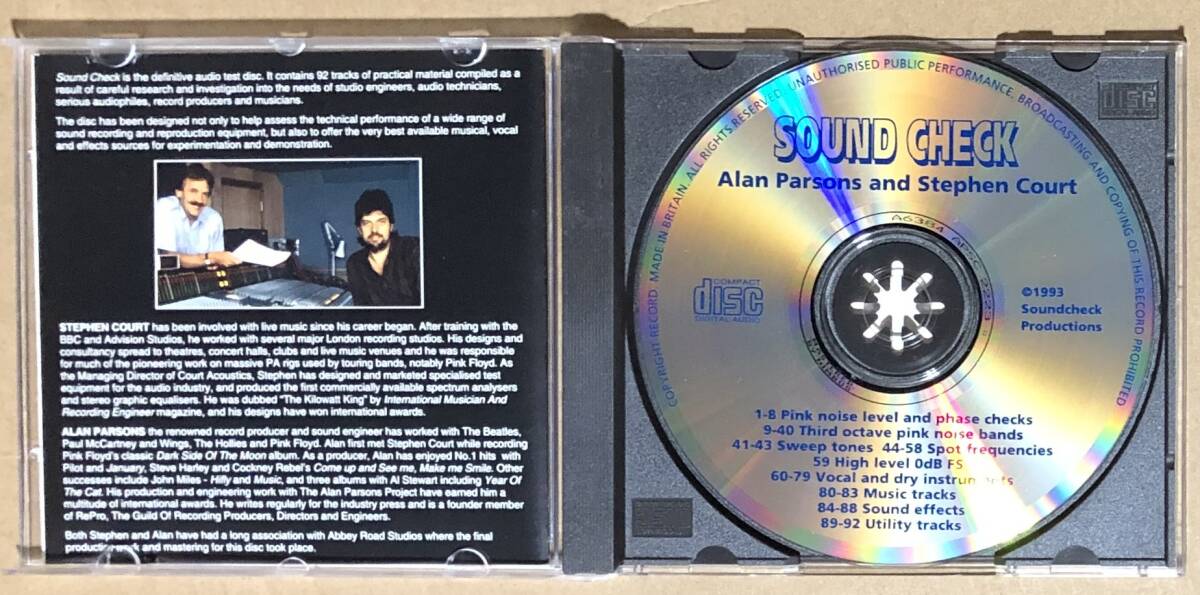 Sound Check is the definitive audio test disc. It contains 92 tracks of practical material compiled as a
result of careful research and investigation into the needs of studio engineers, audio technicians,
serious audiophiles, record producers and musicians.
The disc has been designed not only to help assess the technical performance of a wide range of
sound recording and reproduction equipment, but also to offer the very best available musical, vocal
and effects sources for experimentation and demonstration.
STEPHEN COURT has been involved with live music since his career began. After training with the
BBC and Advision Studios, he worked with several major London recording studios. His designs and
consultancy spread to theatres, concert halls, clubs and live music venues and he was responsible
for much of the pioneering work on massive PA rigs used by touring bands, notably Pink Floyd. As
the Managing Director of Court Acoustics, Stephen has designed and marketed specialised test
equipment for the audio industry, and produced the first commercially available spectrum analysers
and stereo graphic equalisers. He was dubbed "The Kilowatt King" by International Musician And
Recording Engineer magazine, and his designs have won international awards.
ALAN PARSONS the renowned record producer and sound engineer has worked with The Beatles,
Paul McCartney and Wings, The Hollies and Pink Floyd. Alan first met Stephen Court while recording
Pink Floyd's classic Dark Side Of The Moon album. As a producer, Alan has enjoyed No.1 hits with
Pilot and January, Steve Harley and Cockney Rebel's Come up and See me, Make me Smile. Other
successes include John Miles - Hifly and Music, and three albums with Al Stewart including Year Of
The Cat. His production and engineering work with The Alan Parsons Project have earned him a
multitude of international awards. He writes regularly for the industry press and is a founder member
of RePro, The Guild Of Recording Producers, Directors and Engineers.
Both Stephen and Alan have had a long association with Abbey Road Studios where the final
production work and mastering for this disc took place.
COPYRIGHT RECORD MADE IN BRITAIN. ALL RIGHTS RESERVED. UNAUTHORISED PUBLIC PERFORMANCE, BROADCASTING AND COPYING OF THIS RECORD PROHIBITED
SOUND CHECK
Alan Parsons and Stephen Court
COMPACT
disc
DIGITAL AUDIO
©1993
Soundcheck
Productions
1-8 Pink noise level and phase checks
9-40 Third octave pink noise bands
41-43 Sweep tones 44-58 Spot frequencies
59 High level 0dB FS
60-79 Vocal and dry instruments
80-83 Music tracks
84-88 Sound effects
89-92 Utility tracks
disc